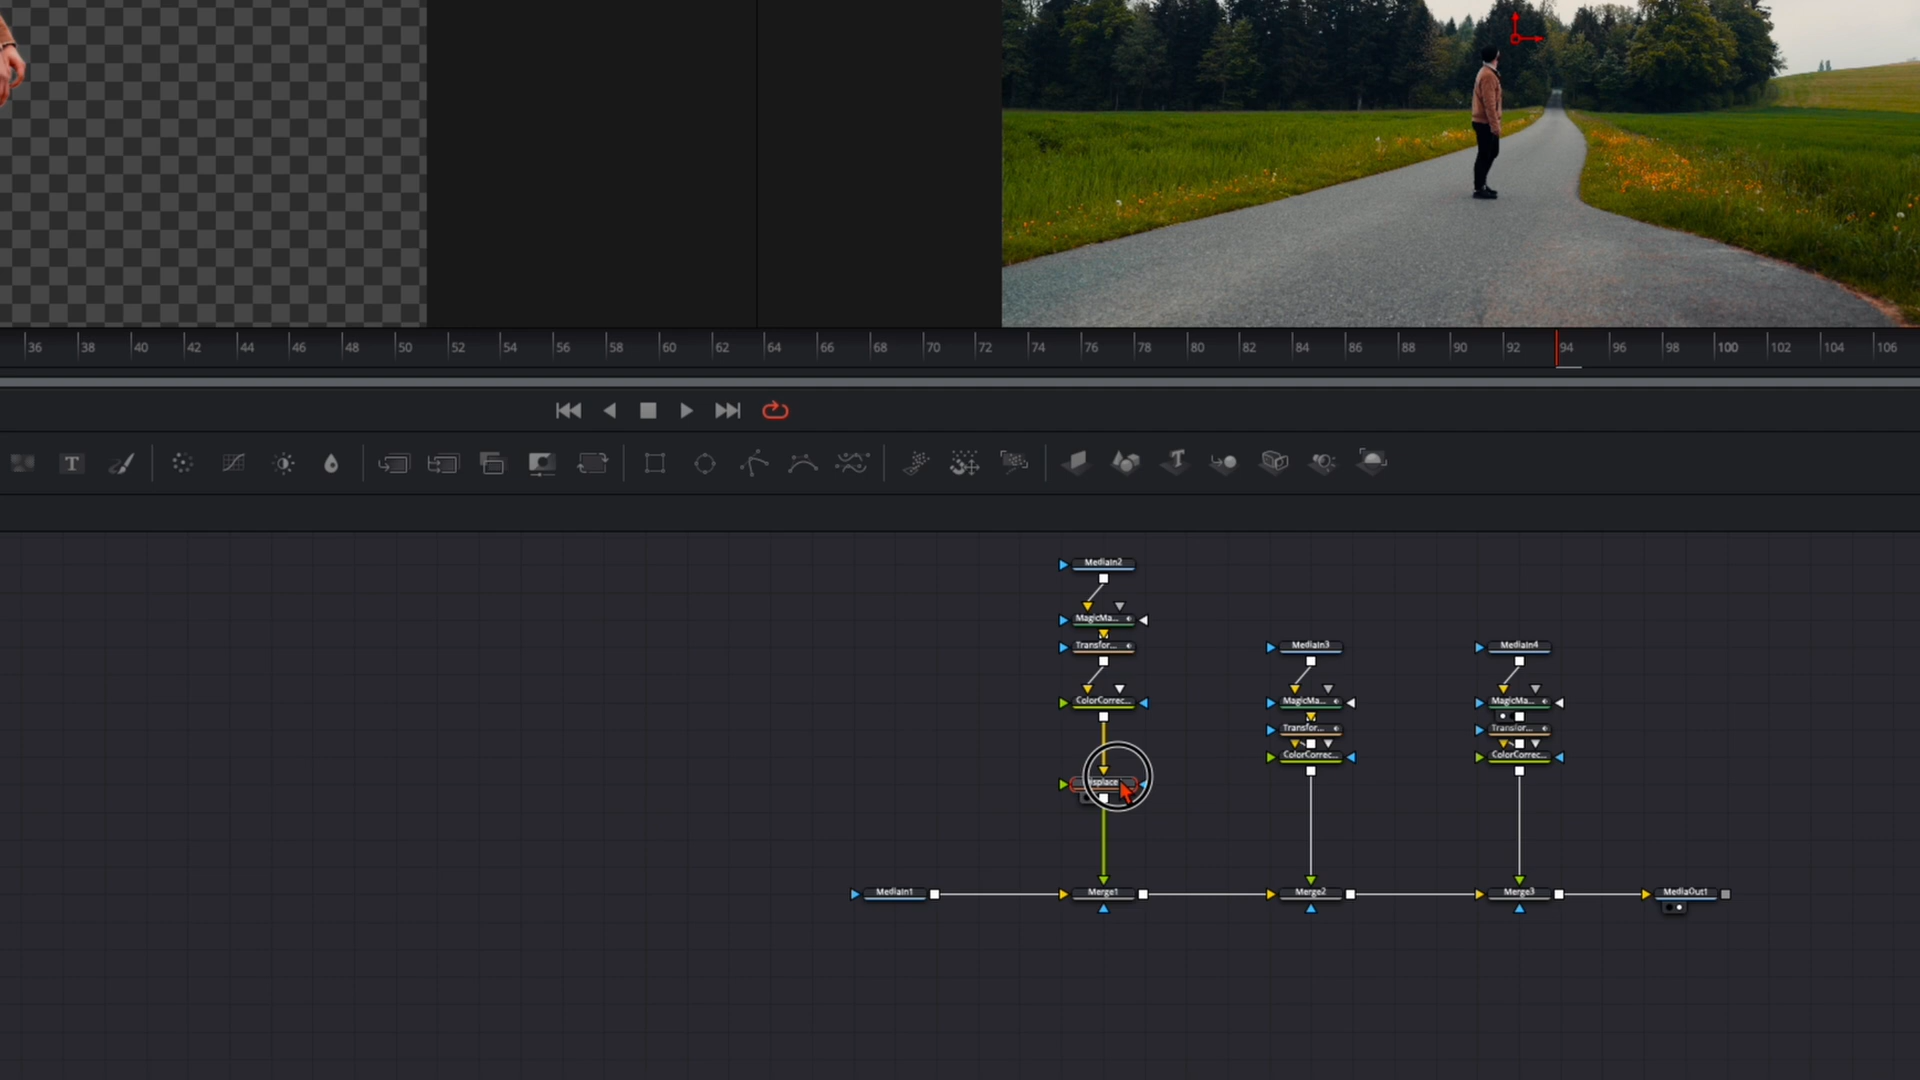 36 38 40 42 44 46 48 50 52 54 56 58 60 62 64 66 68 70 72 74 76 78 80 82 84 86 88 90 92 94 96 98 100 102 104 106
T
MediaIn2
MagicMa...
Transfor...
MediaIn3
MediaIn4
ColorCorrec...
MagicMa...
MagicMa...
Transfor...
Transfor...
ColorCorrec...
ColorCorrec...
MediaIn1
Merge1
Merge2
Merge3
MediaOut1